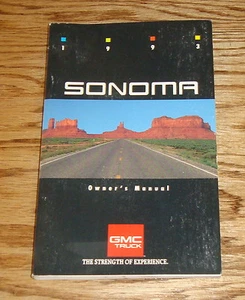 1 9 9 3
SONOMA
Owner's Manual
GMC
TRUCK
THE STRENGTH OF EXPERIENCE.